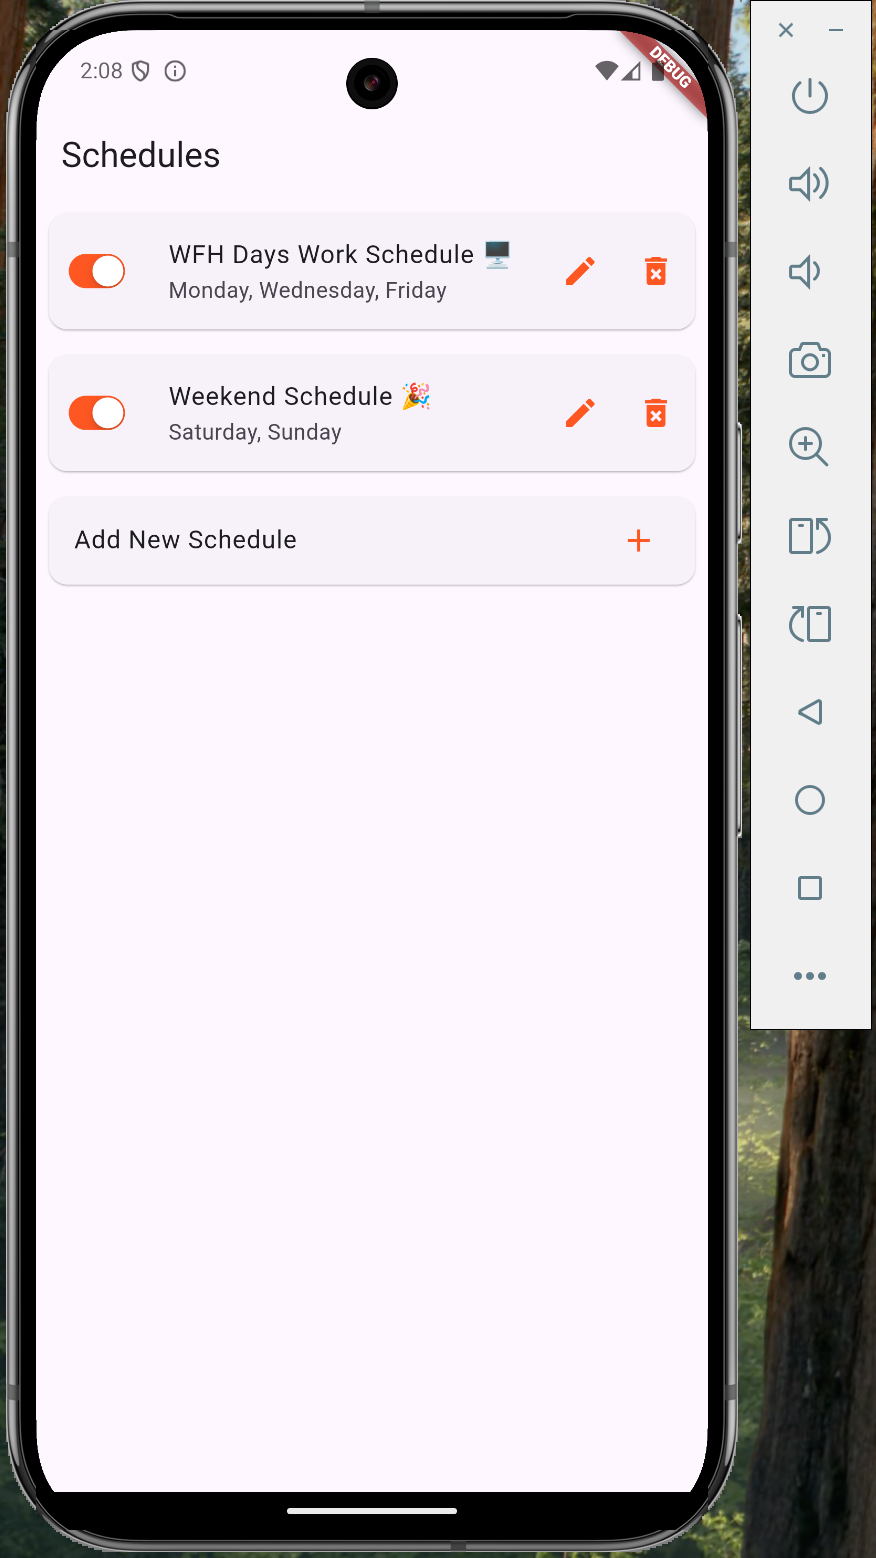 2:08
DEBUG
Schedules
WFH Days Work Schedule 🖥️
Monday, Wednesday, Friday
Weekend Schedule 🎉
Saturday, Sunday
Add New Schedule